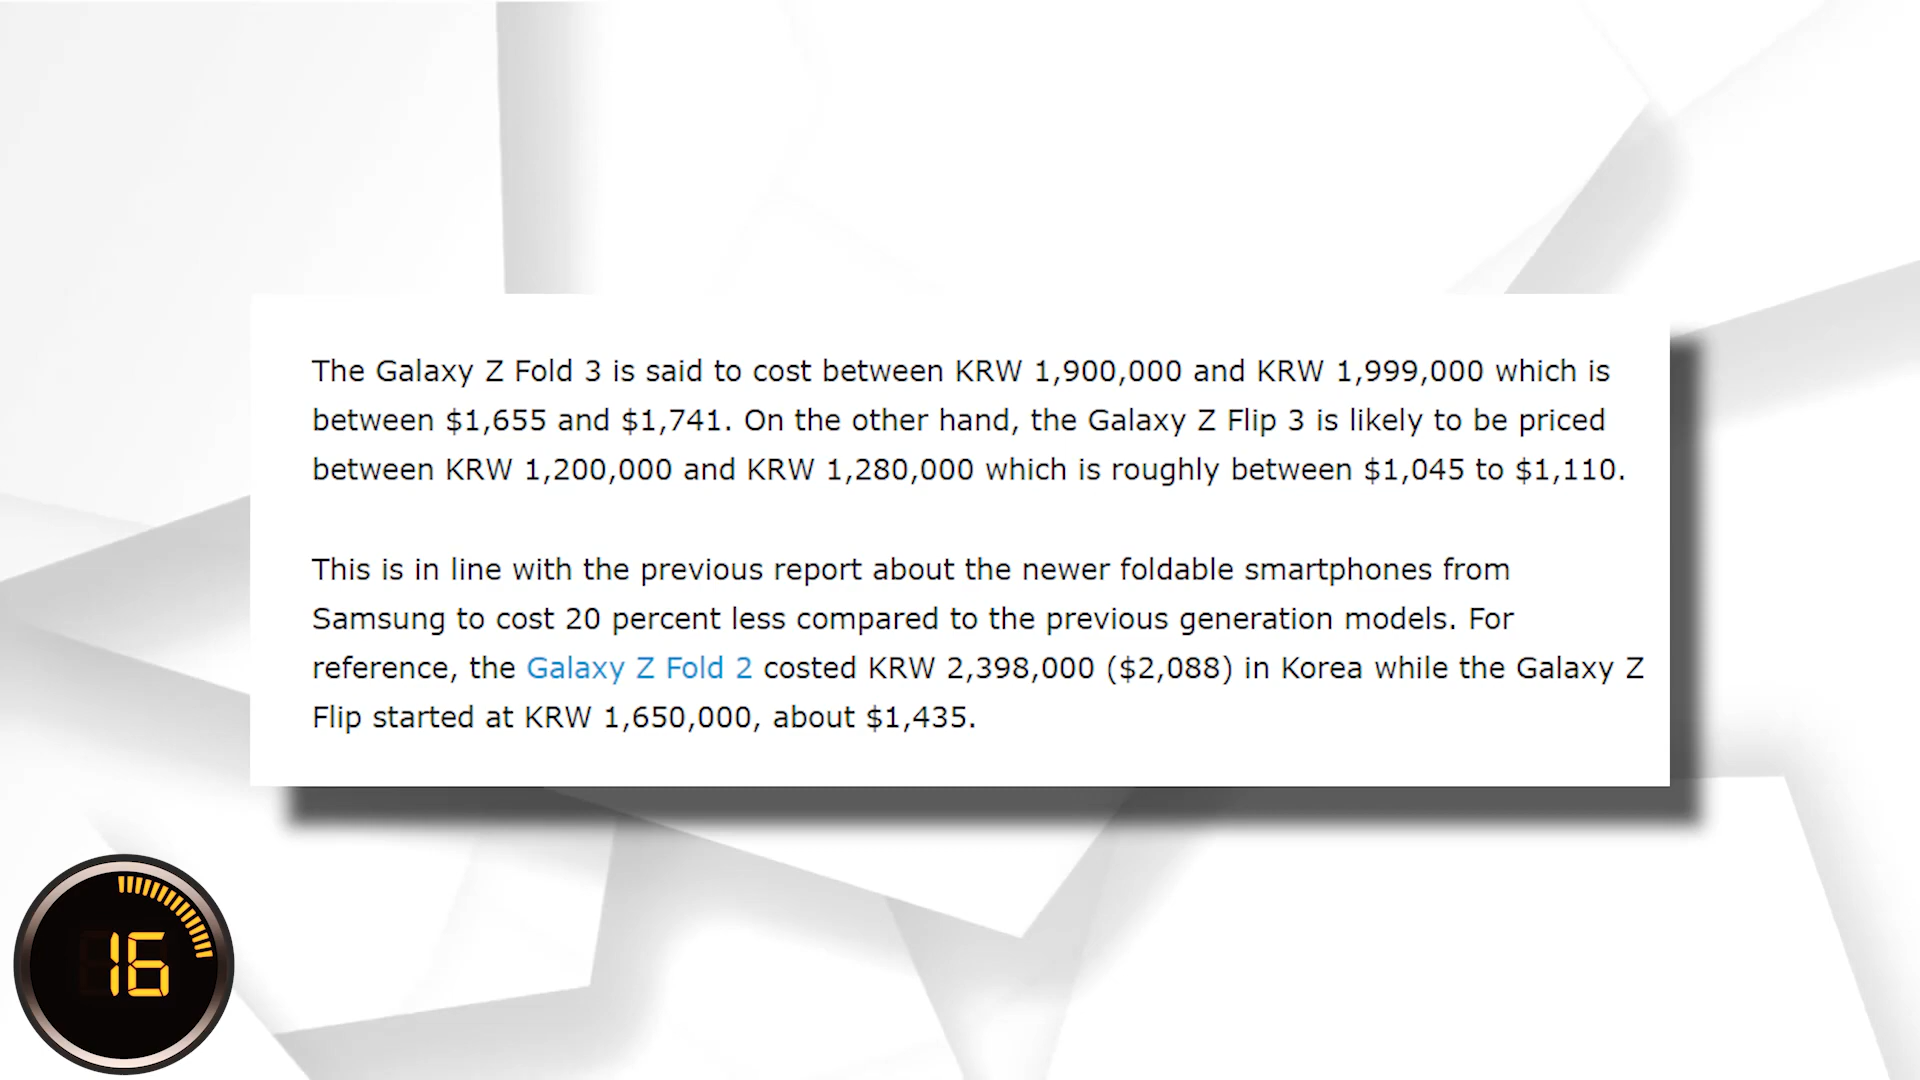 The Galaxy Z Fold 3 is said to cost between KRW 1,900,000 and KRW 1,999,000 which is
between $1,655 and $1,741. On the other hand, the Galaxy Z Flip 3 is likely to be priced
between KRW 1,200,000 and KRW 1,280,000 which is roughly between $1,045 to $1,110.
This is in line with the previous report about the newer foldable smartphones from
Samsung to cost 20 percent less compared to the previous generation models. For
reference, the Galaxy Z Fold 2 costed KRW 2,398,000 ($2,088) in Korea while the Galaxy Z
Flip started at KRW 1,650,000, about $1,435.
16